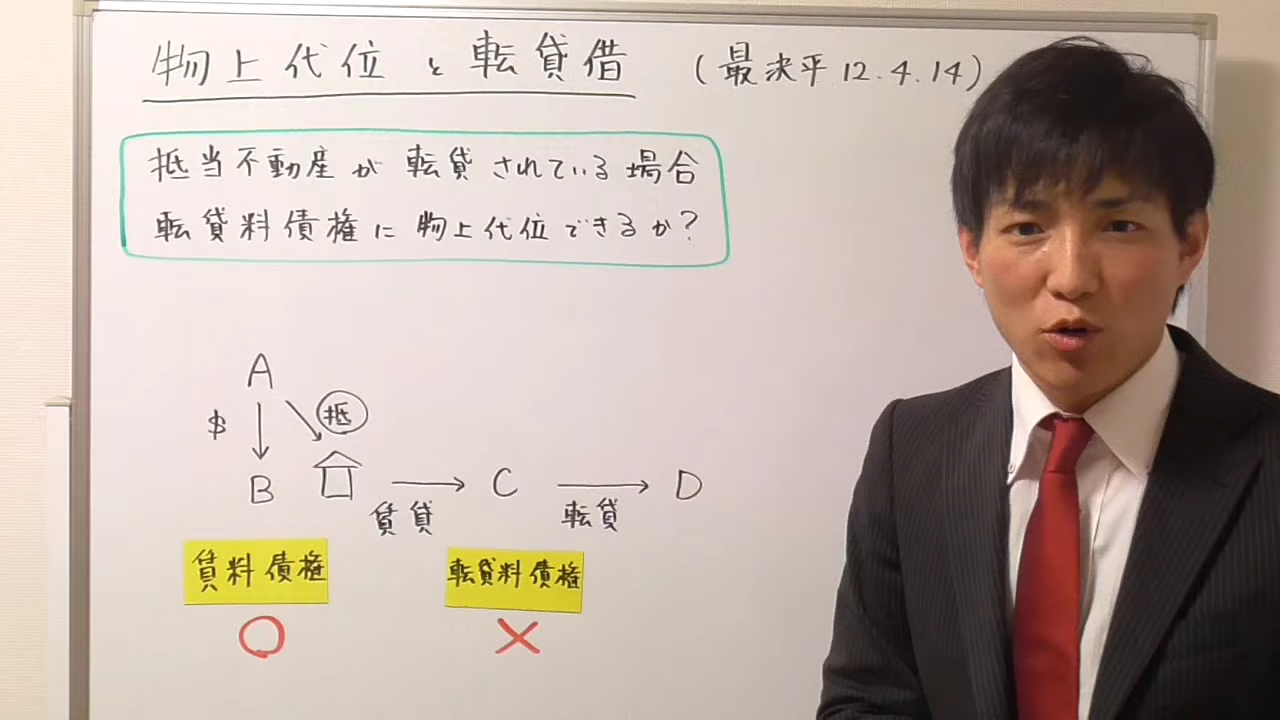 物上代位と転貸借 (最決平12.4.14)
抵当不動産が転貸されている場合
転貸料債権に物上代位できるか?
A
$
抵
B
C
D
賃貸
転貸
賃料債権
転貸料債権
○
×